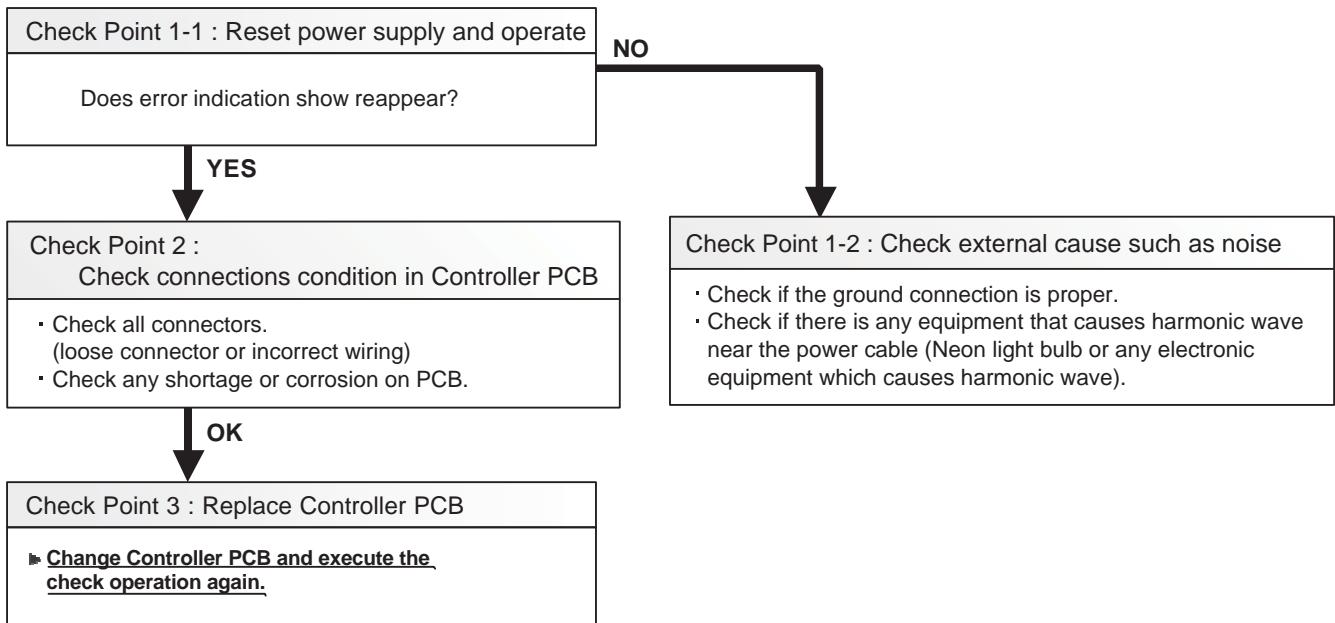 Check Point 1-1 : Reset power supply and operate
Does error indication show reappear?
NO
YES
Check Point 2 :
Check connections condition in Controller PCB
· Check all connectors.
(loose connector or incorrect wiring)
· Check any shortage or corrosion on PCB.
Check Point 1-2 : Check external cause such as noise
· Check if the ground connection is proper.
· Check if there is any equipment that causes harmonic wave
near the power cable (Neon light bulb or any electronic
equipment which causes harmonic wave).
OK
Check Point 3 : Replace Controller PCB
Change Controller PCB and execute the
check operation again.